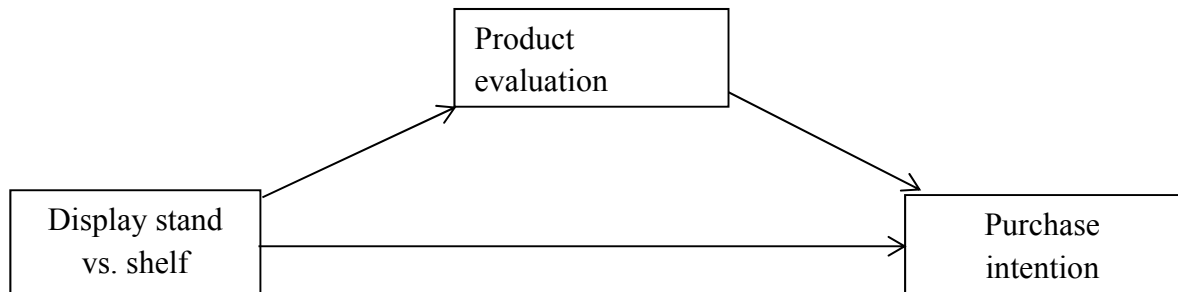 Product
evaluation
Display stand
vs. shelf
Purchase
intention